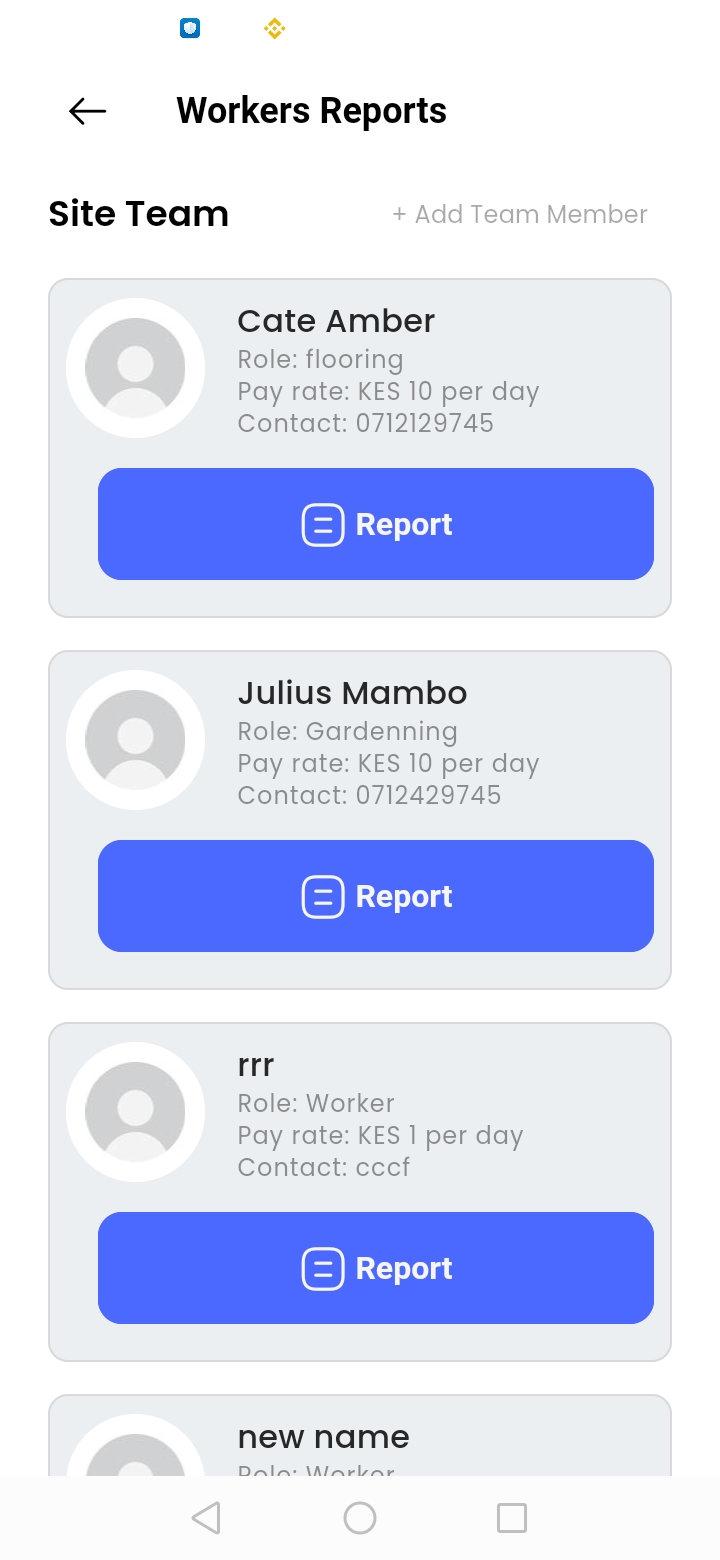 Workers Reports
Site Team
+ Add Team Member
Cate Amber
Role: flooring
Pay rate: KES 10 per day
Contact: 0712129745
Report
Julius Mambo
Role: Gardenning
Pay rate: KES 10 per day
Contact: 0712429745
Report
rrr
Role: Worker
Pay rate: KES 1 per day
Contact: cccf
Report
new name
Role: Worker